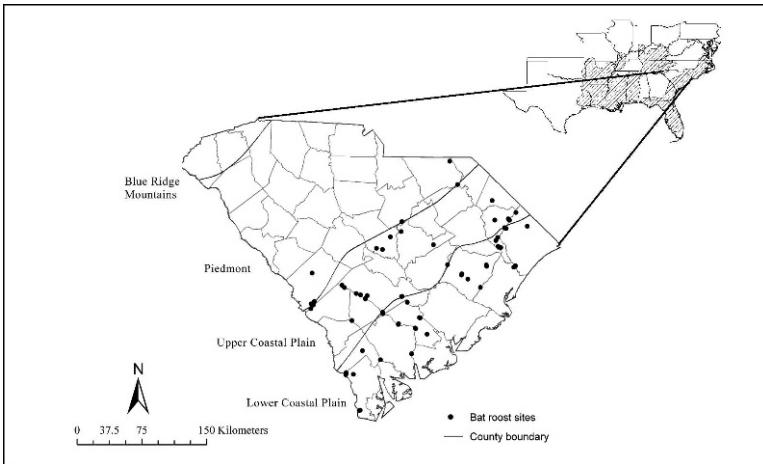 Blue Ridge
Mountains
Piedmont
Upper Coastal Plain
Lower Coastal Plain
N
0 37.5 75 150 Kilometers
Bat roost sites
County boundary